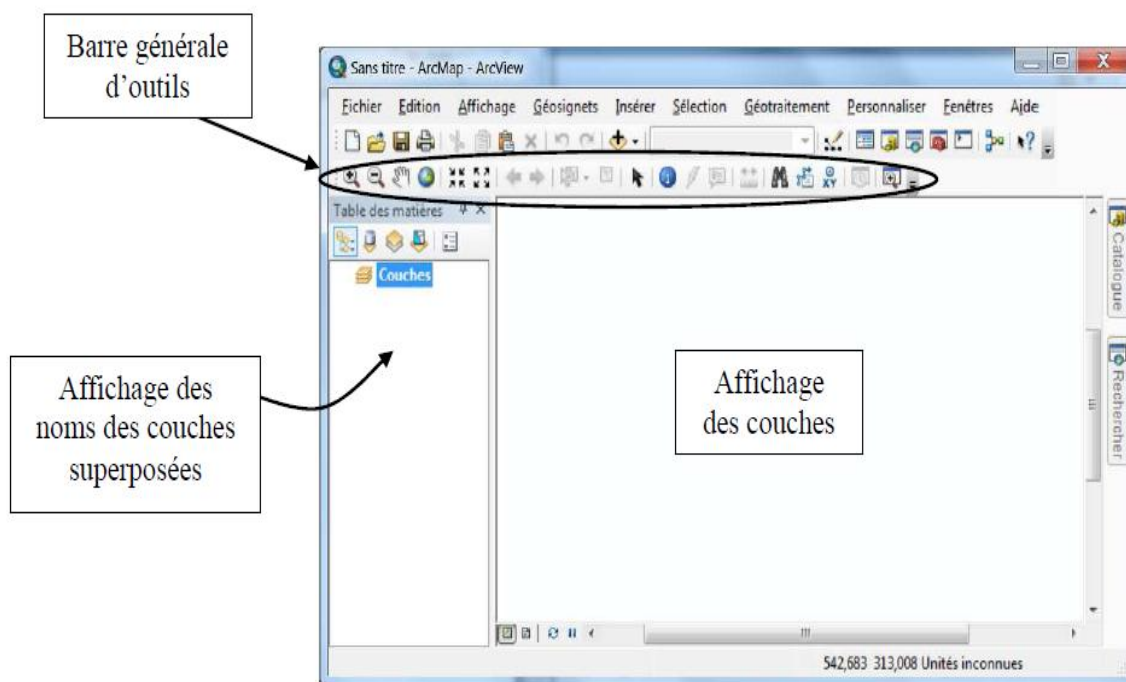 Barre générale
d'outils
Sans titre - ArcMap - ArcView
Fichier Edition Affichage Géosignets Insérer Sélection Géotraitement Personnaliser Fenêtres Aide
Table des matières
Couches
Affichage des
noms des couches
superposées
Affichage
des couches
Catalogue
Rechercher
542,683 313,008 Unités inconnues